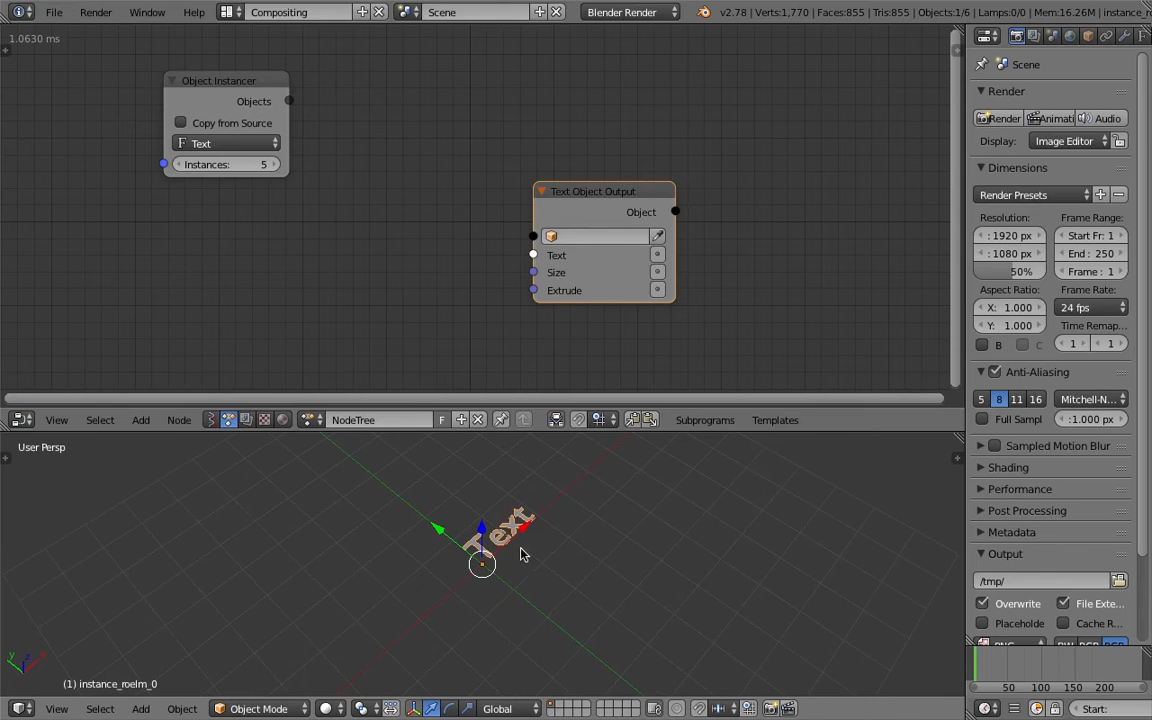 File Render Window Help Compositing Scene Blender Render v2.78 | Verts:1,770 | Faces:855 | Tris:855 | Objects:1/6 | Lamps:0/0 | Mem:16.26M | instance_ro
1.0630 ms
Object Instancer
Objects
Copy from Source
F Text
Instances: 5
Text Object Output
Object
Text
Size
Extrude
View Select Add Node NodeTree F Subprograms Templates
User Persp
Text
(1) instance_roelm_0
View Select Add Object Object Mode Global
Scene
Render
Render Animati Audio
Display: Image Editor
Dimensions
Render Presets
Resolution: Frame Range:
: 1920 px Start Fr: 1
: 1080 px End : 250
50% Frame : 1
Aspect Ratio: Frame Rate:
X: 1.000 24 fps
Y: 1.000 Time Remap...
B C 1 1
Anti-Aliasing
5 8 11 16 Mitchell-N...
Full Sampl :1.000 px
Sampled Motion Blur
Shading
Performance
Post Processing
Metadata
Output
/tmp/
Overwrite File Exte...
Placeholde Cache R...
50 100 150 200
Start: